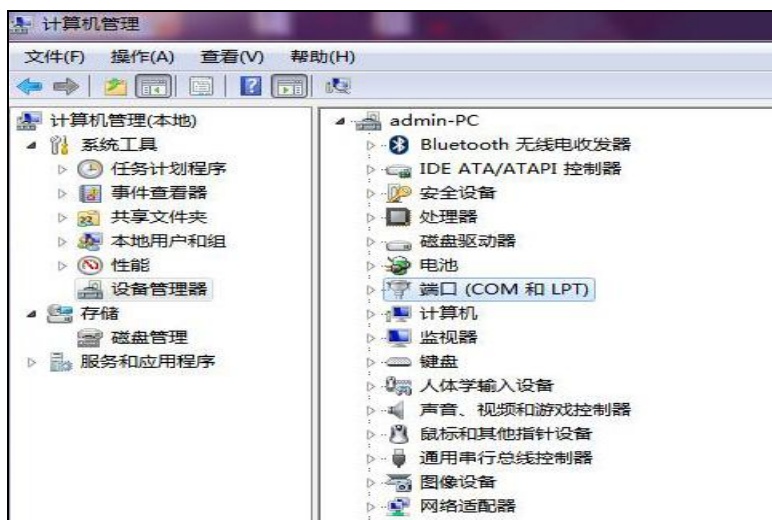 计算机管理
文件(F) 操作(A) 查看(V) 帮助(H)
计算机管理(本地)
系统工具
任务计划程序
事件查看器
共享文件夹
本地用户和组
性能
设备管理器
存储
磁盘管理
服务和应用程序
admin-PC
Bluetooth 无线电收发器
IDE ATA/ATAPI 控制器
安全设备
处理器
磁盘驱动器
电池
端口 (COM 和 LPT)
计算机
监视器
键盘
人体学输入设备
声音、视频和游戏控制器
鼠标和其他指针设备
通用串行总线控制器
图像设备
网络适配器